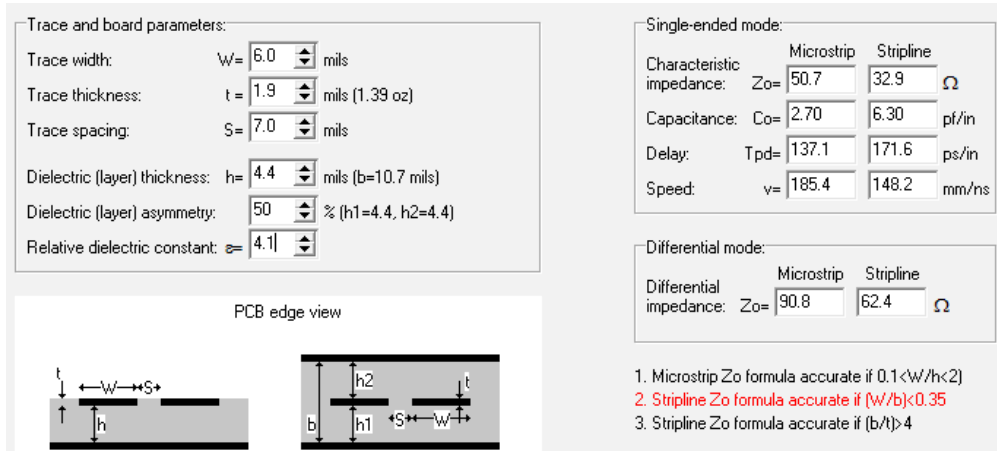 Trace and board parameters:
Trace width: W= 6.0 mils
Trace thickness: t = 1.9 mils (1.39 oz)
Trace spacing: S= 7.0 mils
Dielectric (layer) thickness: h= 4.4 mils (b=10.7 mils)
Dielectric (layer) asymmetry: 50 % (h1=4.4, h2=4.4)
Relative dielectric constant: ε= 4.1
PCB edge view
t W S h
h2 t b h1 S W
Single-ended mode:
Microstrip Stripline
Characteristic
impedance: Zo= 50.7 32.9 Ω
Capacitance: Co= 2.70 6.30 pf/in
Delay: Tpd= 137.1 171.6 ps/in
Speed: v= 185.4 148.2 mm/ns
Differential mode:
Microstrip Stripline
Differential
impedance: Zo= 90.8 62.4 Ω
1. Microstrip Zo formula accurate if 0.1<W/h<2)
2. Stripline Zo formula accurate if (W/b)<0.35
3. Stripline Zo formula accurate if (b/t)>4